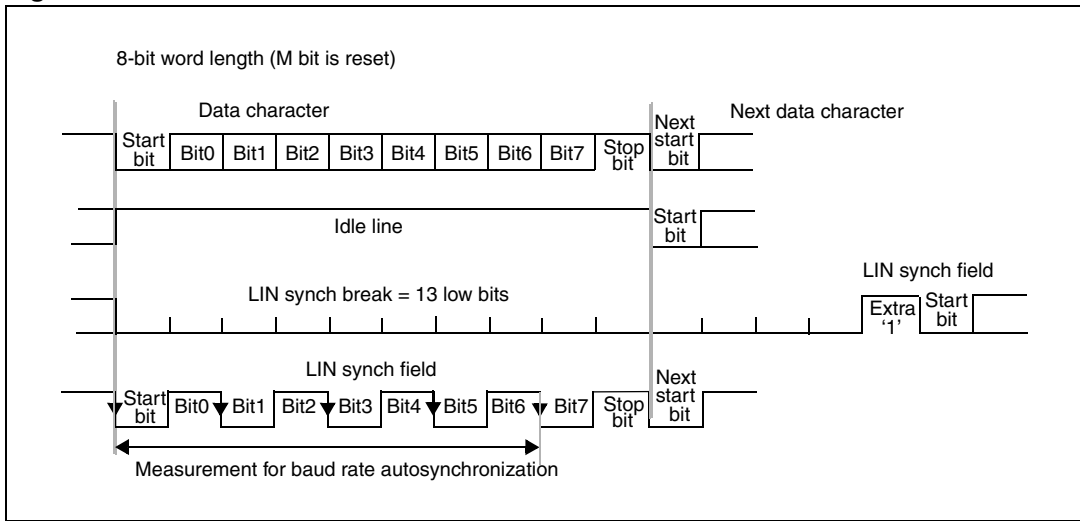 8-bit word length (M bit is reset)
Data character
Next data character
Start bit
Bit0
Bit1
Bit2
Bit3
Bit4
Bit5
Bit6
Bit7
Stop bit
Next start bit
Idle line
Start bit
LIN synch field
LIN synch break = 13 low bits
Extra '1'
Start bit
LIN synch field
Start bit
Bit0
Bit1
Bit2
Bit3
Bit4
Bit5
Bit6
Bit7
Stop bit
Next start bit
Measurement for baud rate autosynchronization